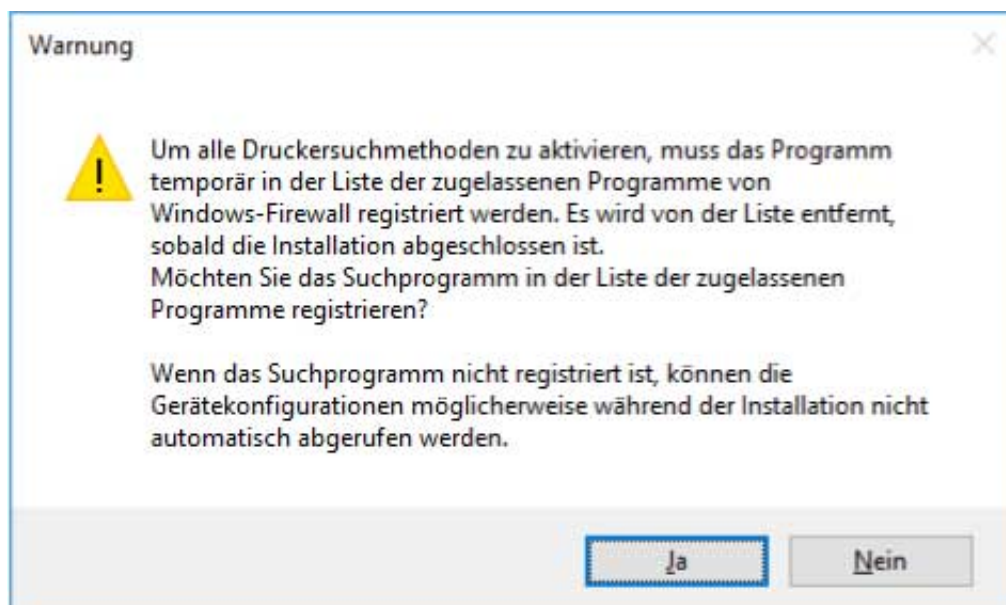 Warnung
Um alle Druckersuchmethoden zu aktivieren, muss das Programm
temporär in der Liste der zugelassenen Programme von
Windows-Firewall registriert werden. Es wird von der Liste entfernt,
sobald die Installation abgeschlossen ist.
Möchten Sie das Suchprogramm in der Liste der zugelassenen
Programme registrieren?
Wenn das Suchprogramm nicht registriert ist, können die
Gerätekonfigurationen möglicherweise während der Installation nicht
automatisch abgerufen werden.
Ja
Nein